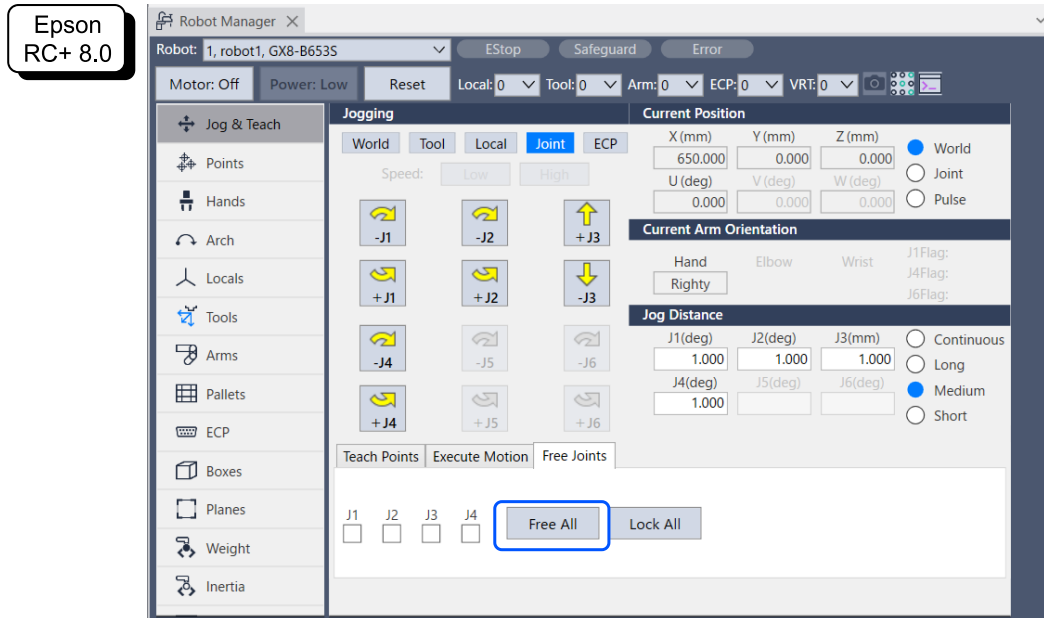 Epson
RC+ 8.0
Robot Manager
Robot: 1, robot1, GX8-B653S EStop Safeguard Error
Motor: Off Power: Low Reset Local: 0 Tool: 0 Arm: 0 ECP: 0 VRT: 0
Jog & Teach
Points
Hands
Arch
Locals
Tools
Arms
Pallets
ECP
Boxes
Planes
Weight
Inertia
Jogging
World Tool Local Joint ECP
Speed: Low High
-J1 -J2 +J3
+J1 +J2 -J3
-J4 -J5 -J6
+J4 +J5 +J6
Current Position
X (mm) Y (mm) Z (mm)
650.000 0.000 0.000
U (deg) V (deg) W (deg)
0.000 0.000 0.000
World
Joint
Pulse
Current Arm Orientation
Hand Elbow Wrist
Righty
J1Flag:
J4Flag:
J6Flag:
Jog Distance
J1(deg) J2(deg) J3(mm)
1.000 1.000 1.000
J4(deg) J5(deg) J6(deg)
1.000
Continuous
Long
Medium
Short
Teach Points Execute Motion Free Joints
J1 J2 J3 J4
Free All Lock All